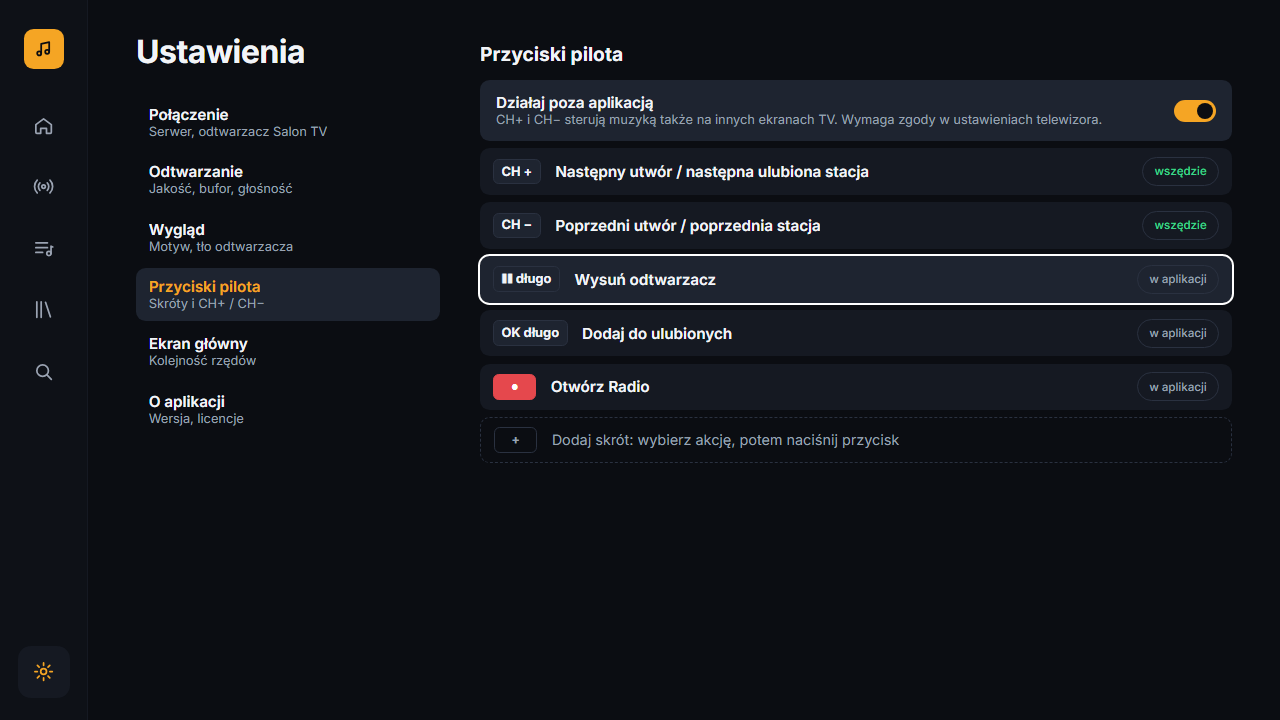 Ustawienia
Połączenie
Serwer, odtwarzacz Salon TV
Odtwarzanie
Jakość, bufor, głośność
Wygląd
Motyw, tło odtwarzacza
Przyciski pilota
Skróty i CH+ / CH−
Ekran główny
Kolejność rzędów
O aplikacji
Wersja, licencje
Przyciski pilota
Działaj poza aplikacją
CH+ i CH− sterują muzyką także na innych ekranach TV. Wymaga zgody w ustawieniach telewizora.
CH + Następny utwór / następna ulubiona stacja wszędzie
CH − Poprzedni utwór / poprzednia stacja wszędzie
długo Wysuń odtwarzacz w aplikacji
OK długo Dodaj do ulubionych w aplikacji
Otwórz Radio w aplikacji
+ Dodaj skrót: wybierz akcję, potem naciśnij przycisk